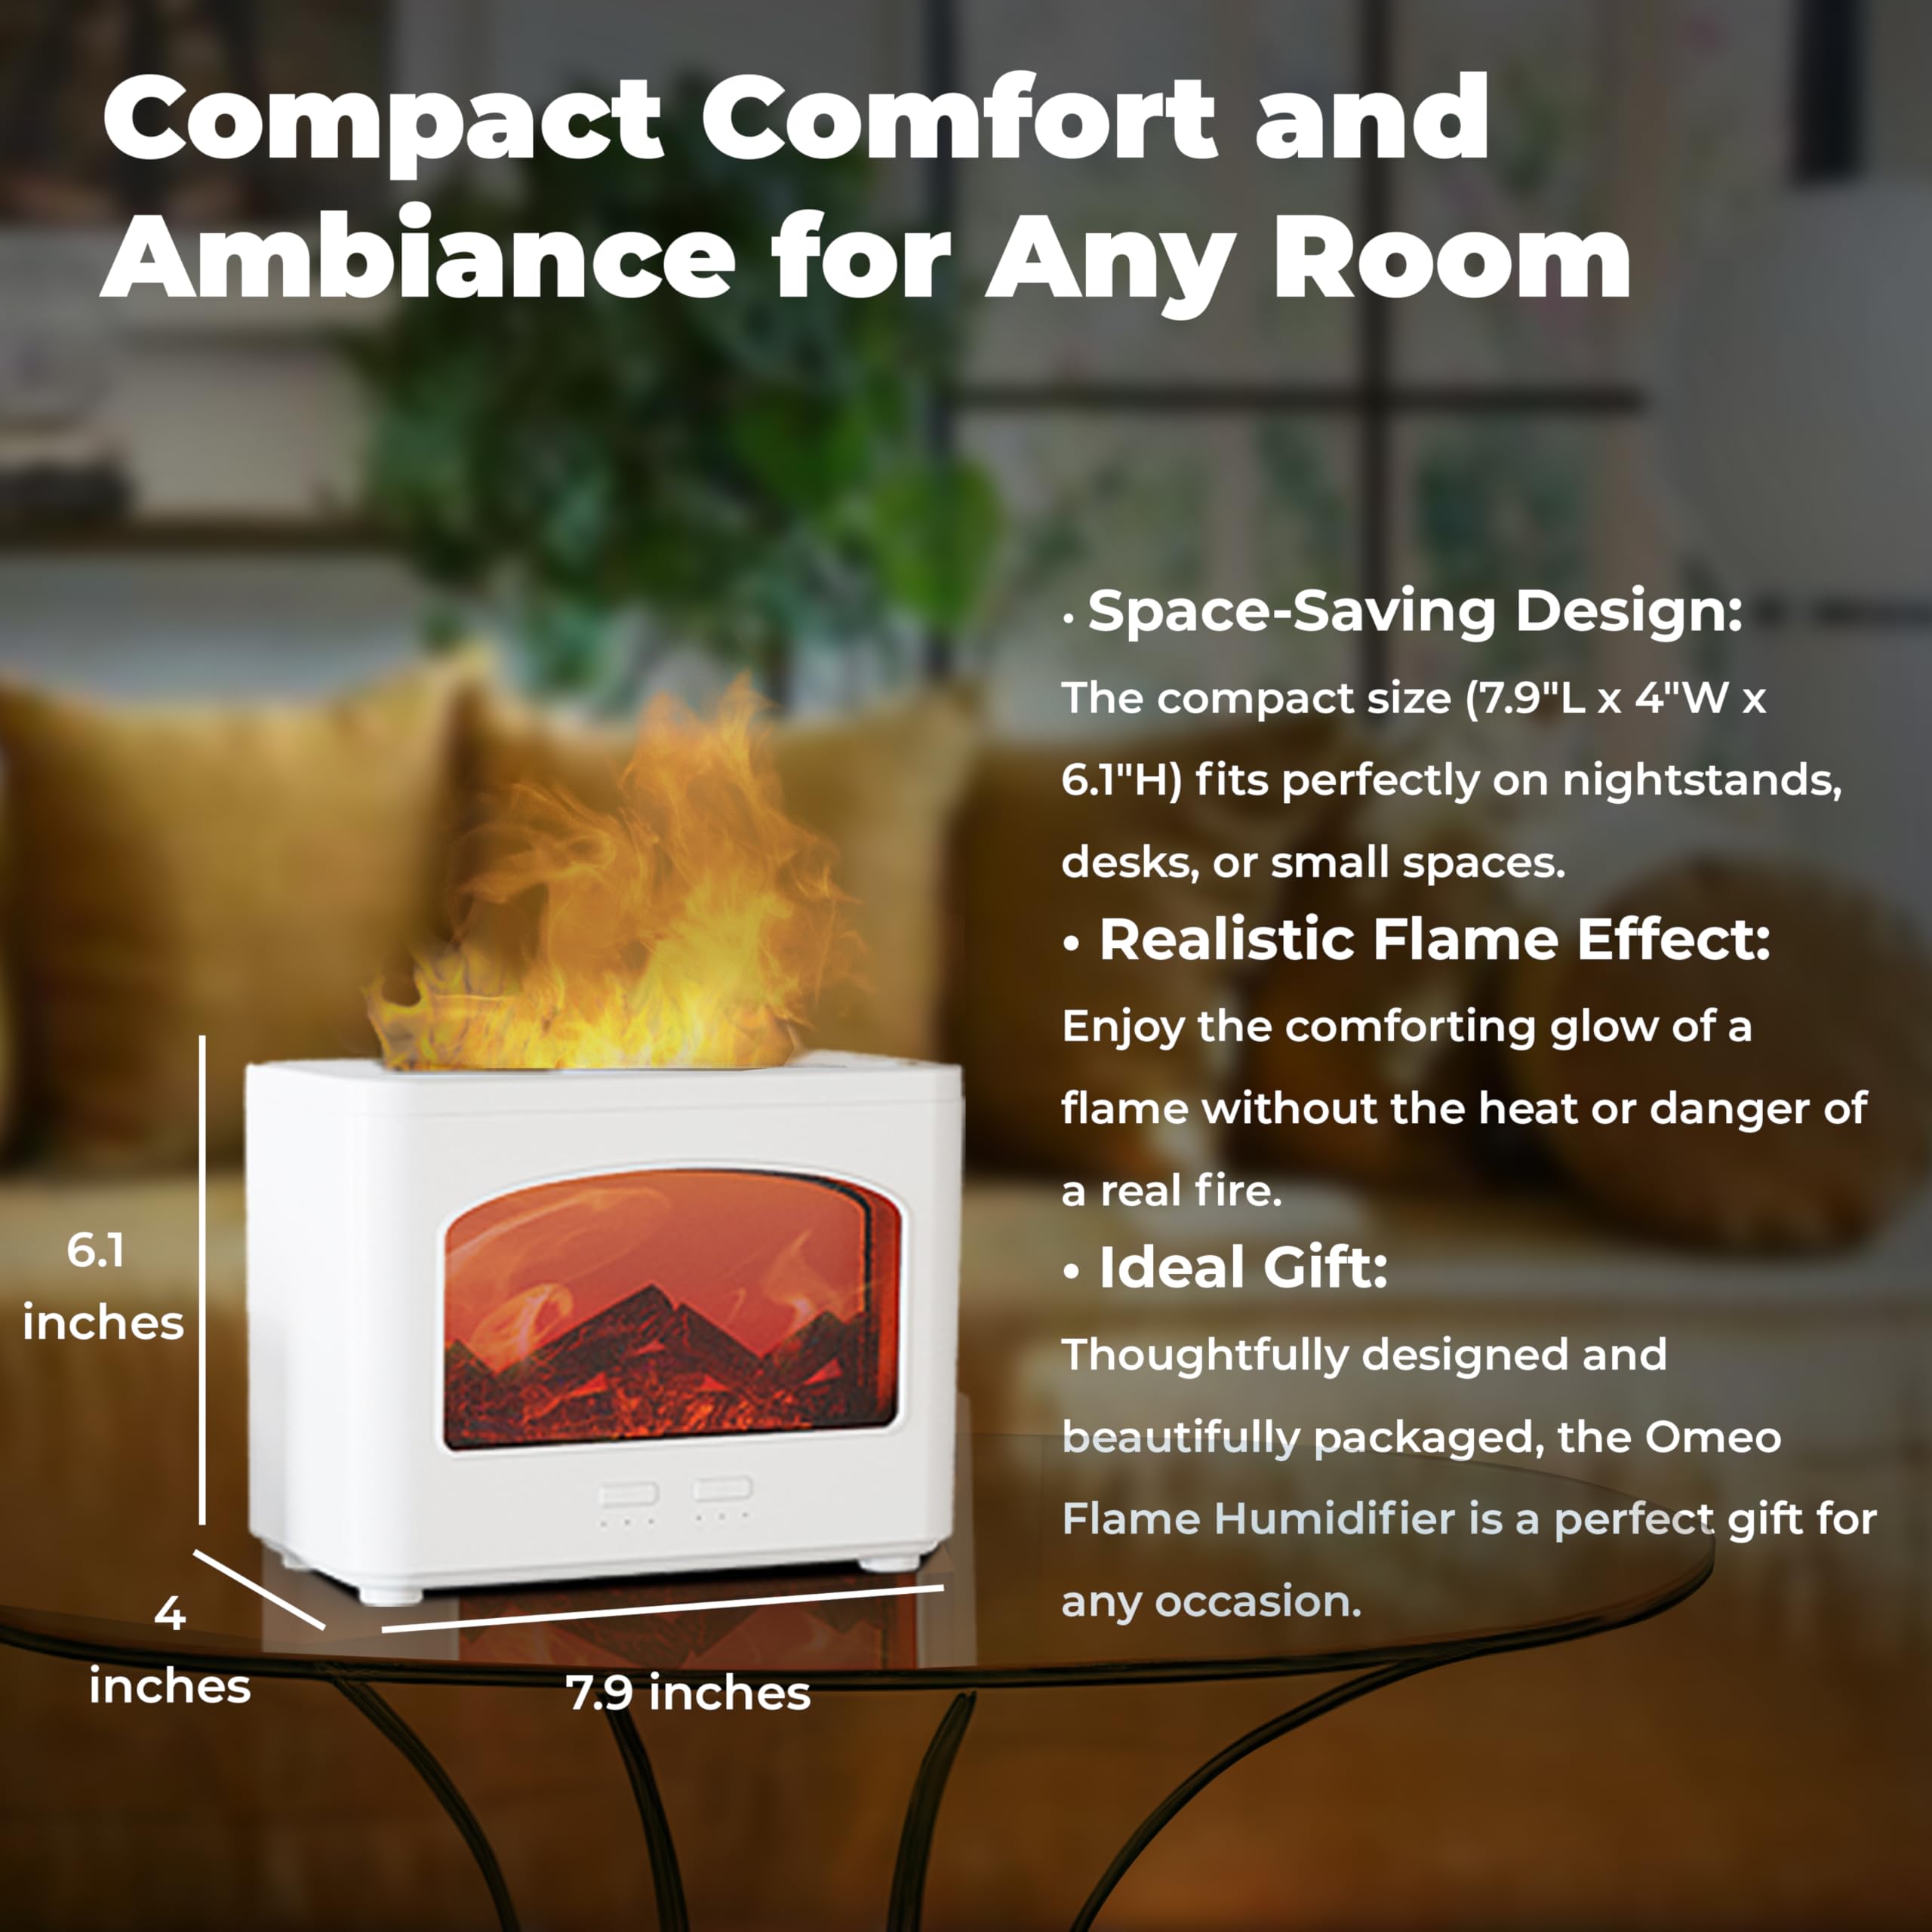 Compact Comfort and
Ambiance for Any Room
· Space-Saving Design:
The compact size (7.9"L x 4"W x
6.1"H) fits perfectly on nightstands,
desks, or small spaces.
• Realistic Flame Effect:
Enjoy the comforting glow of a
flame without the heat or danger of
a real fire.
• Ideal Gift:
Thoughtfully designed and
beautifully packaged, the Omeo
Flame Humidifier is a perfect gift for
any occasion.
6.1
inches
4
inches
7.9 inches